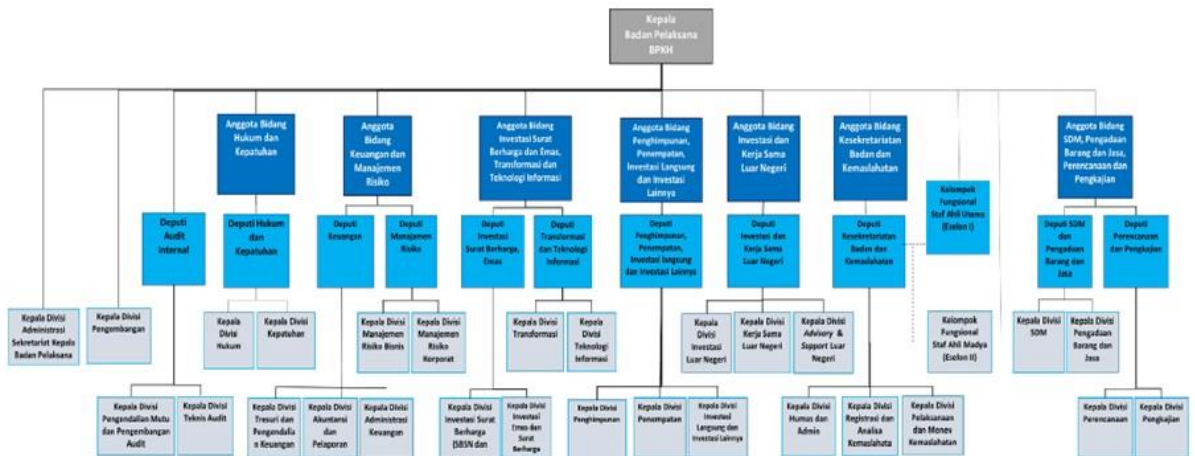 Kepala
Badan Pelaksana
BPKH
Anggota Bidang
Hukum dan
Kepatuhan
Anggota
Bidang
Keuangan dan
Manajemen
Risiko
Anggota Bidang
Investasi Surat
Berharga dan Emas,
Transformasi dan
Teknologi Informasi
Anggota Bidang
Penghimpunan,
Penempatan,
Investasi Langsung
dan Investasi
Lainnya
Anggota Bidang
Investasi dan
Kerja Sama
Luar Negeri
Anggota Bidang
Kesekretariatan
Badan dan
Kemaslahatan
Anggota Bidang
SDM, Pengadaan
Barang dan Jasa,
Perencanaan dan
Pengkajian
Kelompok
Fungsional
Staf Ahli Utama
(Eselon I)
Deputi
Audit
Internal
Deputi Hukum
dan
Kepatuhan
Deputi
Keuangan
Deputi
Manajemen
Risiko
Deputi
Investasi
Surat Berharga,
Emas
Deputi
Transformasi
dan Teknologi
Informasi
Deputi
Penghimpunan,
Penempatan,
Investasi langsung
dan Investasi Lainnya
Deputi
Investasi dan
Kerja Sama
Luar Negeri
Deputi
Kesekretariatan
Badan dan
Kemaslahatan
Deputi SDM
dan
Pengadaan
Barang dan
Jasa
Deputi
Perencanaan
dan Pengkajian
Kepala Divisi
Administrasi
Sekretariat Kepala
Badan Pelaksana
Kepala Divisi
Pengembangan
Kepala
Divisi
Hukum
Kepala Divisi
Kepatuhan
Kepala Divisi
Manajemen
Risiko Bisnis
Kepala Divisi
Manajemen
Risiko
Korporat
Kepala Divisi
Transformasi
Kepala
Divisi
Teknologi
Informasi
Kepala
Divisi
Investasi
Luar Negeri
Kepala Divisi
Kerja Sama
Luar Negeri
Kepala Divisi
Advisory &
Support Luar
Negeri
Kelompok
Fungsional
Staf Ahli Madya
(Eselon II)
Kepala Divisi
SDM
Kepala Divisi
Pengadaan
Barang dan
Jasa
Kepala Divisi
Pengendalian Mutu
dan Pengembangan
Audit
Kepala Divisi
Teknis Audit
Kepala Divisi
Tresuri dan
Pengendalia
n Keuangan
Kepala Divisi
Akuntansi
dan
Pelaporan
Kepala Divisi
Administrasi
Keuangan
Kepala Divisi
Investasi Surat
Berharga
(SBSN dan
Kepala Divisi
Investasi
Emas dan
Surat
Berharga
Kepala Divisi
Penghimpunan
Kepala Divisi
Penempatan
Kepala Divisi
Investasi
Langsung dan
Investasi Lainnya
Kepala Divisi
Humas dan
Admin
Kepala Divisi
Registrasi dan
Analisa
Kemaslahata
Kepala Divisi
Pelaksanaan
dan Monev
Kemaslahatan
Kepala Divisi
Perencanaan
Kepala Divisi
Pengkajian